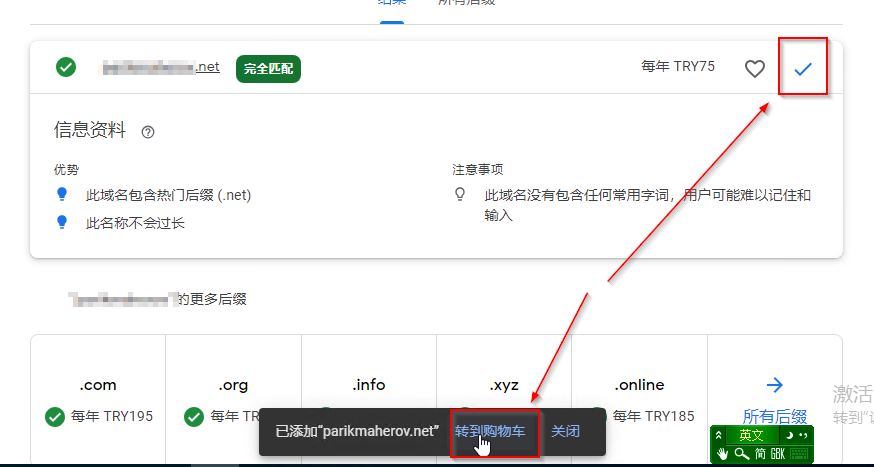 结果 所有后缀
.net 完全匹配 每年 TRY75
信息资料
优势 注意事项
此域名包含热门后缀 (.net) 此域名没有包含任何常用字词，用户可能难以记住和
输入
此名称不会过长
的更多后缀
.com .org .info .xyz .online
每年 TRY195 每年 TR 每年 TRY185 所有后缀
已添加“parikmaherov.net” 转到购物车 关闭
激活
转到“设
英文
简 GBK